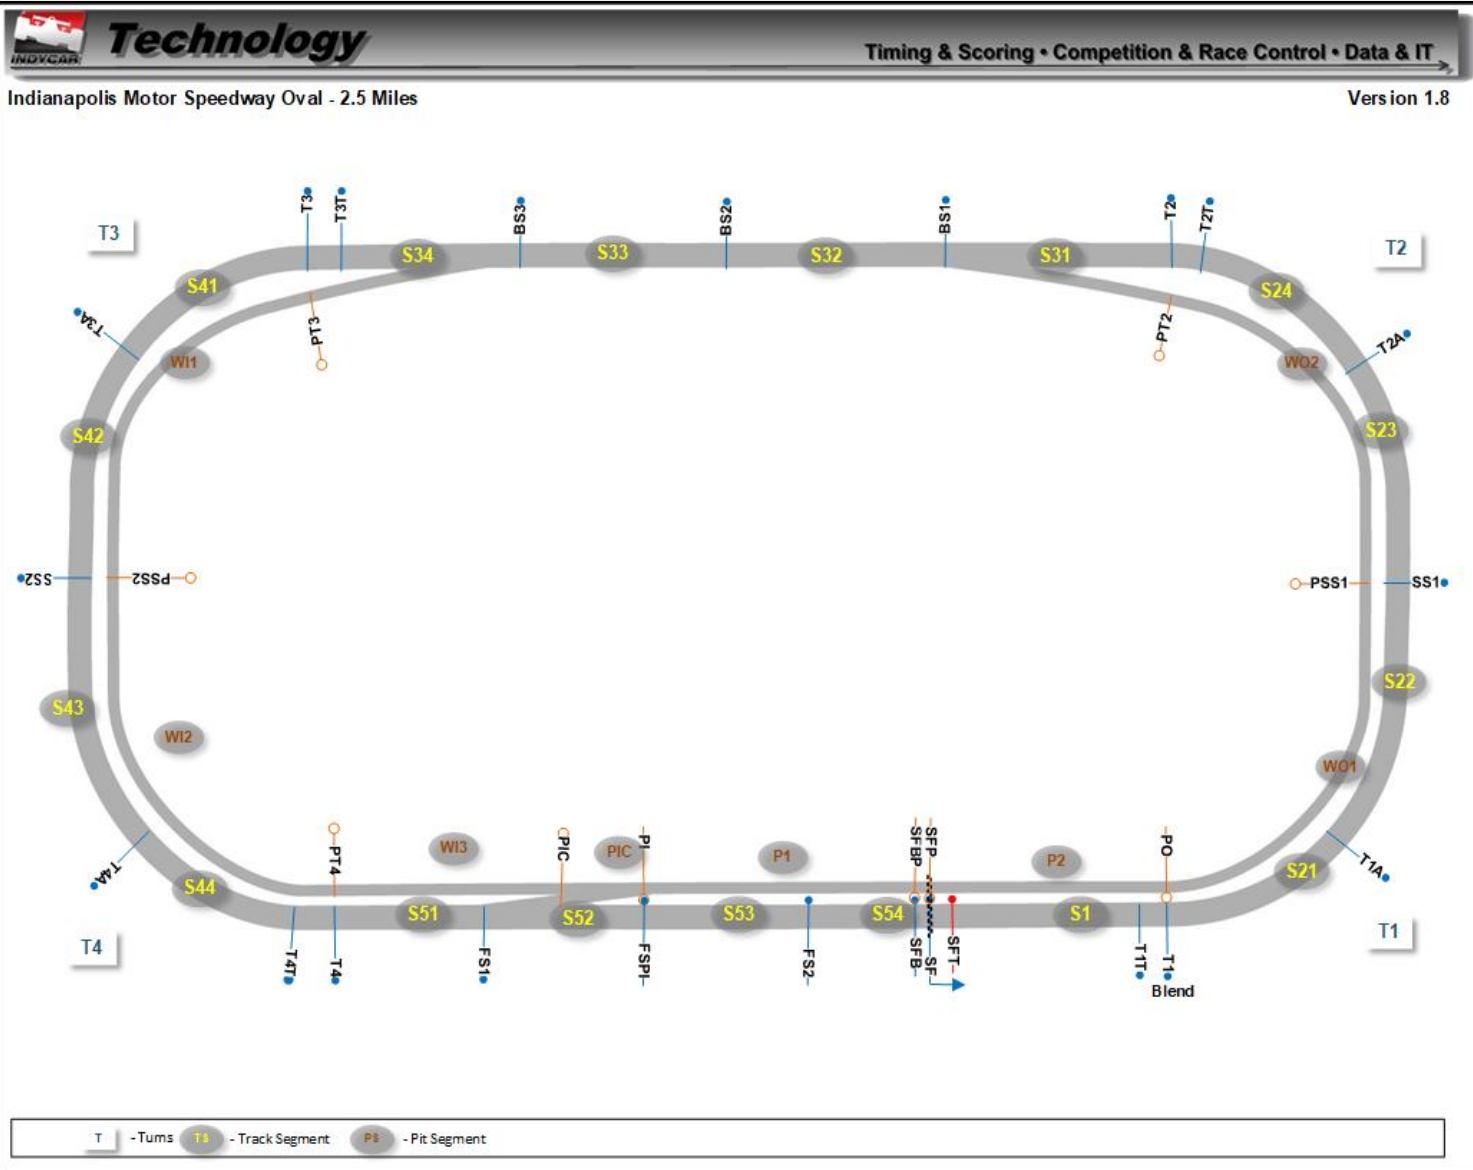 INDYCAR
Technology
Timing & Scoring • Competition & Race Control • Data & IT
Indianapolis Motor Speedway Oval - 2.5 Miles
Version 1.8
T3
T3T
BS3
BS2
BS1
T2
T2T
T3
T2
S34
S33
S32
S31
S41
S24
T3A
PT3
PT2
T2A
WI1
WO2
S42
S23
SS2
PSS2
PSS1
SS1
S43
S22
WI2
WO1
T4A
PT4
WI3
PIC
PIC
PI
P1
SFBP
SFP
P2
PO
T1A
S44
S51
S52
S53
S54
S1
S21
T4
T1
T4T
T4
FS1
FSPI
FS2
SFB
SF
SFT
T1T
T1
Blend
T - Turns TS - Track Segment PS - Pit Segment